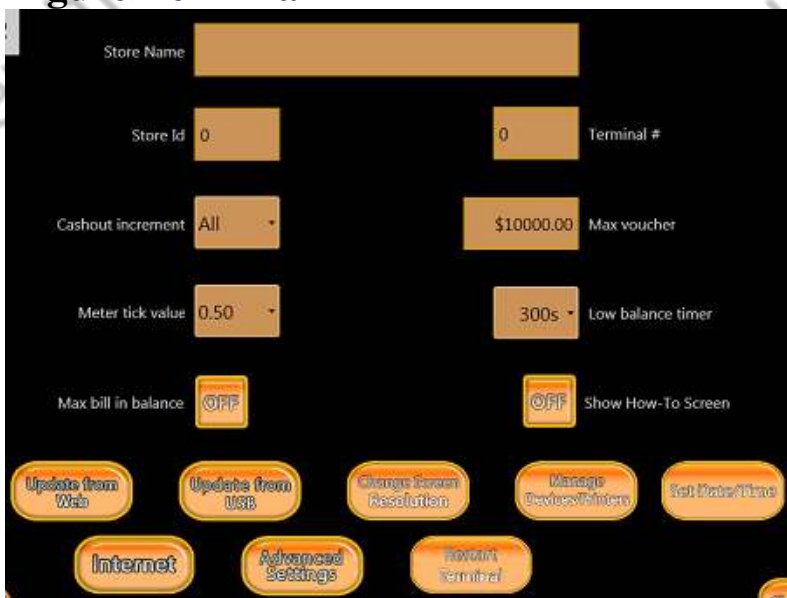 Store Name
Store Id 0 0 Terminal #
Cashout increment All $10000.00 Max voucher
Meter tick value 0.50 300s Low balance timer
Max bill in balance OFF OFF Show How-To Screen
Update from Web
Update from USB
Change Screen Resolution
Manage Devices/Printers
Set Date/Time
Internet
Advanced Settings
Restart Terminal